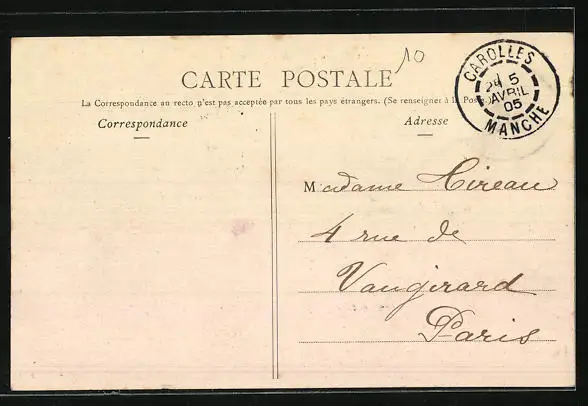 10
CARTE POSTALE
La Correspondance au recto n'est pas acceptée par tous les pays étrangers. (Se renseigner à la Poste.)
Correspondance
Adresse
CAROLLES
5
AVRIL
05
MANCHE
Madame Cireau
4 rue de
Vaugirard
Paris